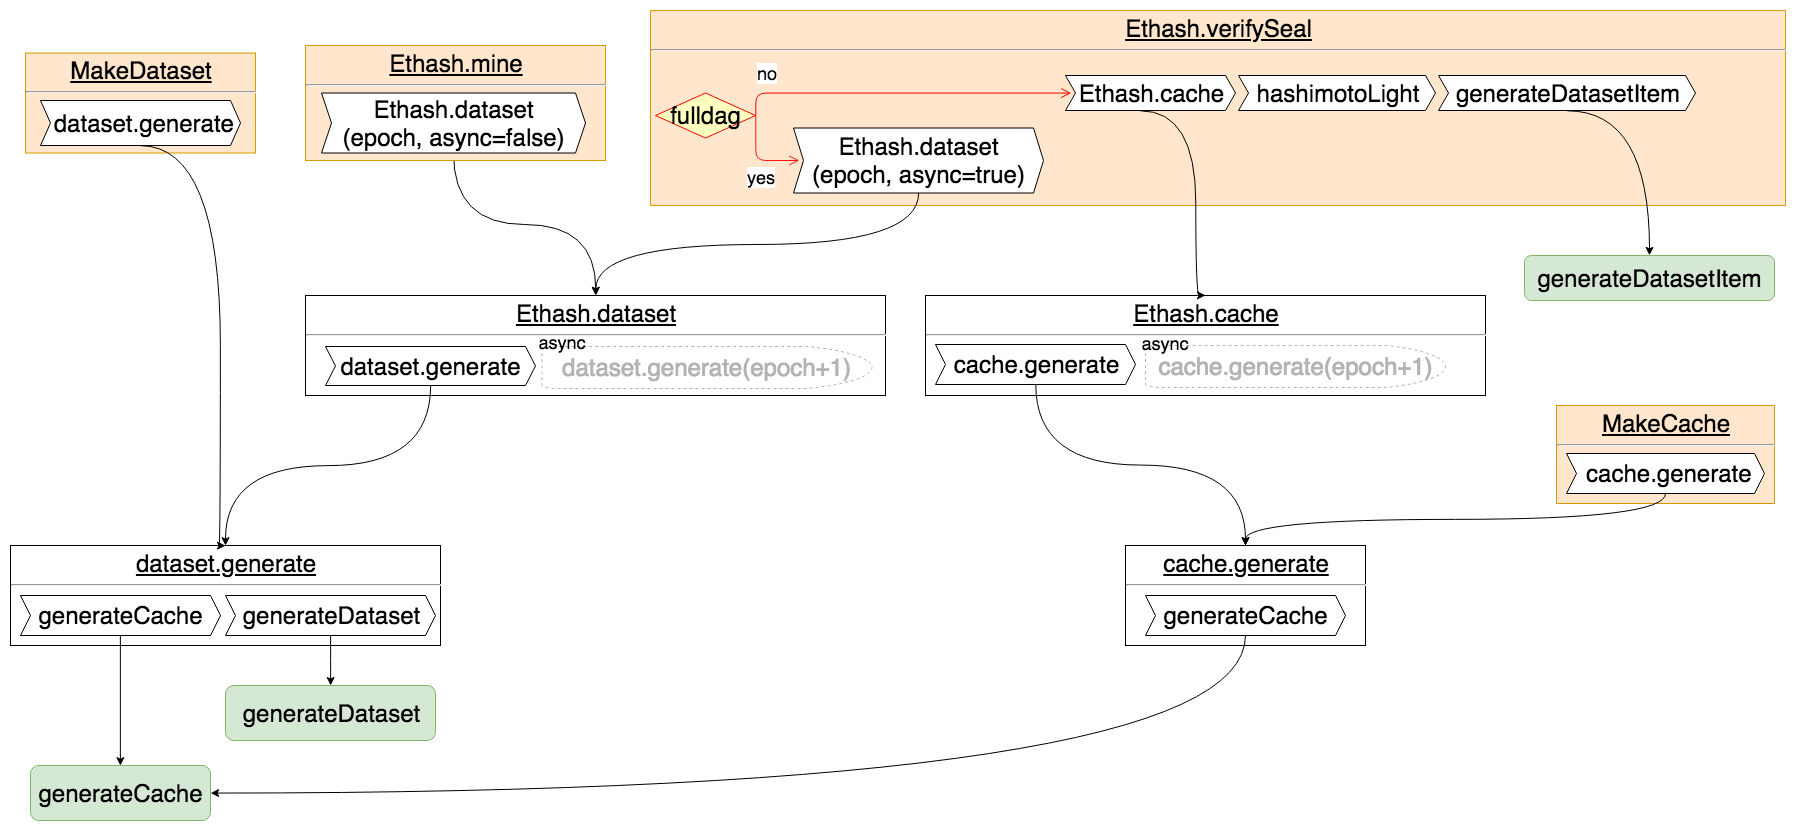 Ethash.verifySeal
MakeDataset
dataset.generate
Ethash.mine
Ethash.dataset
(epoch, async=false)
no
fulldag
yes
Ethash.cache
hashimotoLight
generateDatasetItem
Ethash.dataset
(epoch, async=true)
generateDatasetItem
Ethash.dataset
dataset.generate
async
dataset.generate(epoch+1)
Ethash.cache
cache.generate
async
cache.generate(epoch+1)
MakeCache
cache.generate
dataset.generate
generateCache
generateDataset
cache.generate
generateCache
generateDataset
generateCache